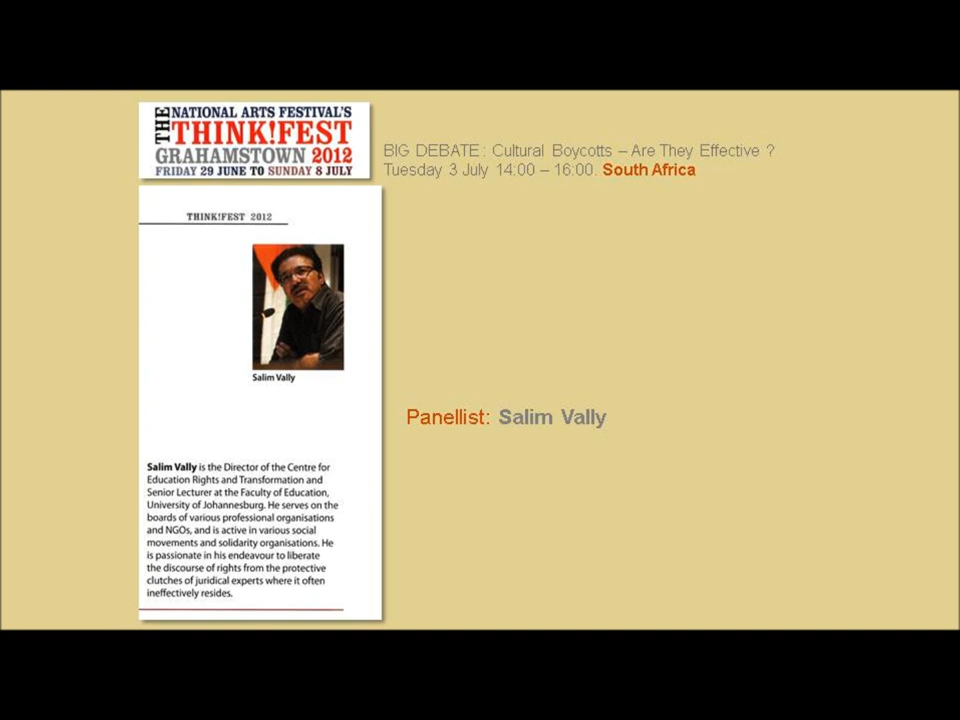 THE
NATIONAL ARTS FESTIVAL'S
THINK!FEST
GRAHAMSTOWN 2012
FRIDAY 29 JUNE TO SUNDAY 8 JULY
BIG DEBATE : Cultural Boycotts – Are They Effective ?
Tuesday 3 July 14:00 – 16:00. South Africa
THINK!FEST 2012
Salim Vally
Panellist: Salim Vally
Salim Vally is the Director of the Centre for
Education Rights and Transformation and
Senior Lecturer at the Faculty of Education,
University of Johannesburg. He serves on the
boards of various professional organisations
and NGOs, and is active in various social
movements and solidarity organisations. He
is passionate in his endeavour to liberate
the discourse of rights from the protective
clutches of juridical experts where it often
ineffectively resides.